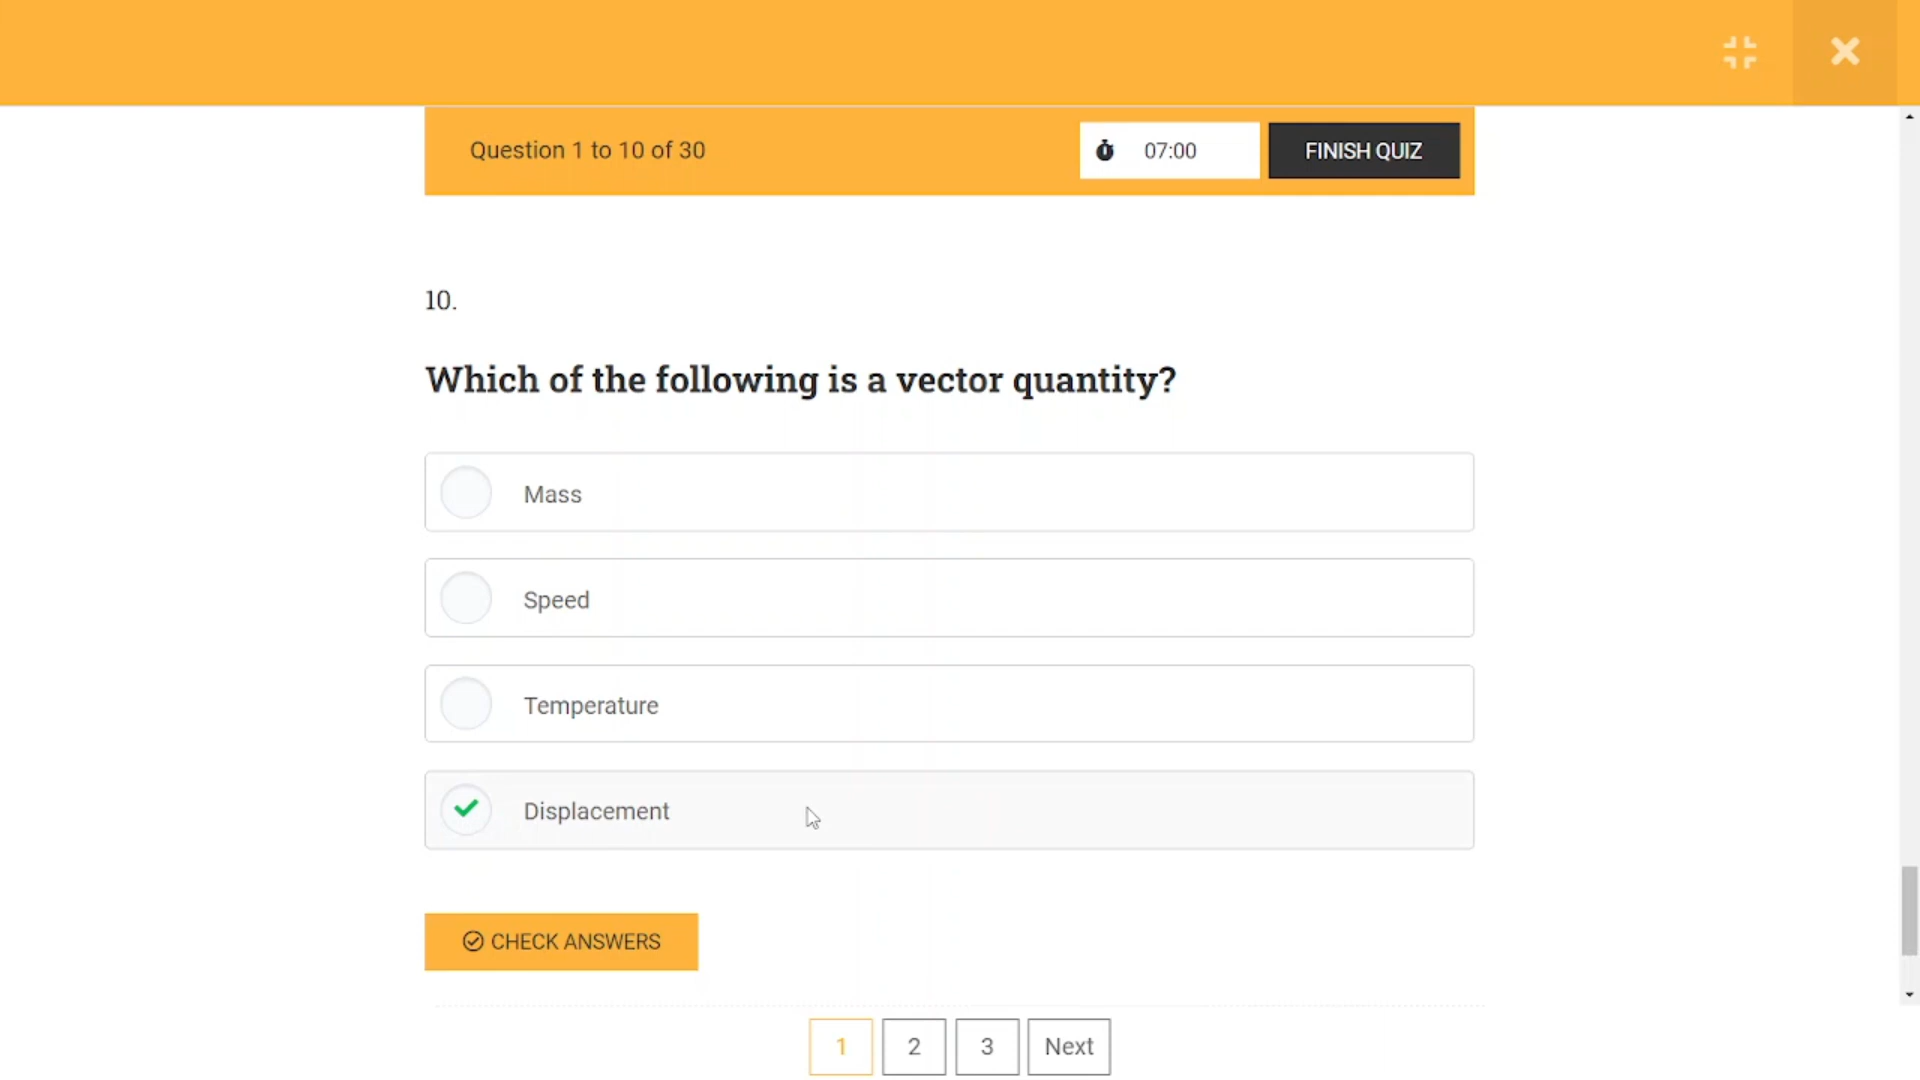 Question 1 to 10 of 30
07:00
FINISH QUIZ
10.
Which of the following is a vector quantity?
Mass
Speed
Temperature
Displacement
CHECK ANSWERS
1 2 3 Next